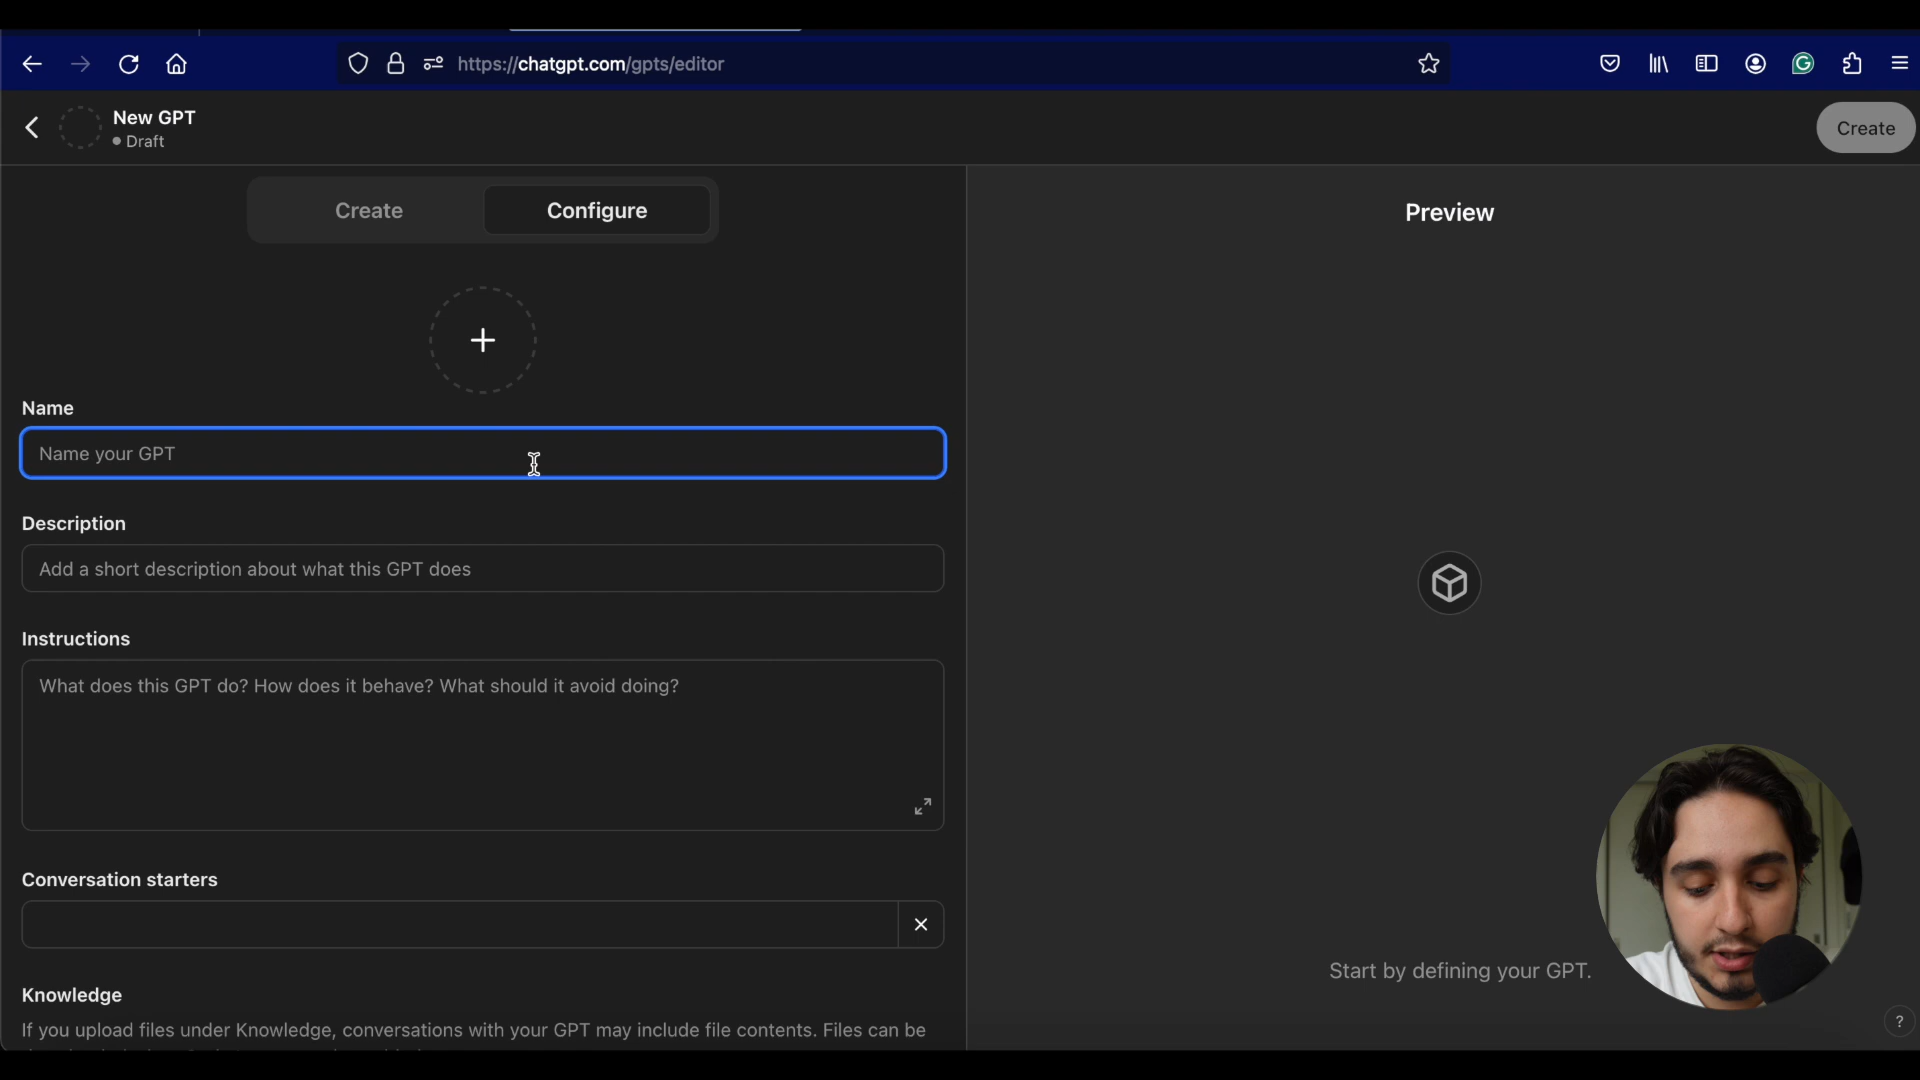 https://chatgpt.com/gpts/editor
New GPT
Draft
Create
Create
Configure
Preview
Name
Name your GPT
Description
Add a short description about what this GPT does
Instructions
What does this GPT do? How does it behave? What should it avoid doing?
Conversation starters
Start by defining your GPT.
Knowledge
If you upload files under Knowledge, conversations with your GPT may include file contents. Files can be
?